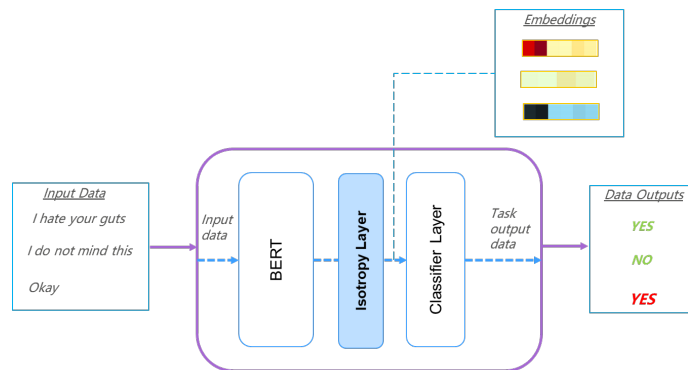 Embeddings
Input Data
I hate your guts
I do not mind this
Okay
Input
data
BERT
Isotropy Layer
Classifier Layer
Task
output
data
Data Outputs
YES
NO
YES